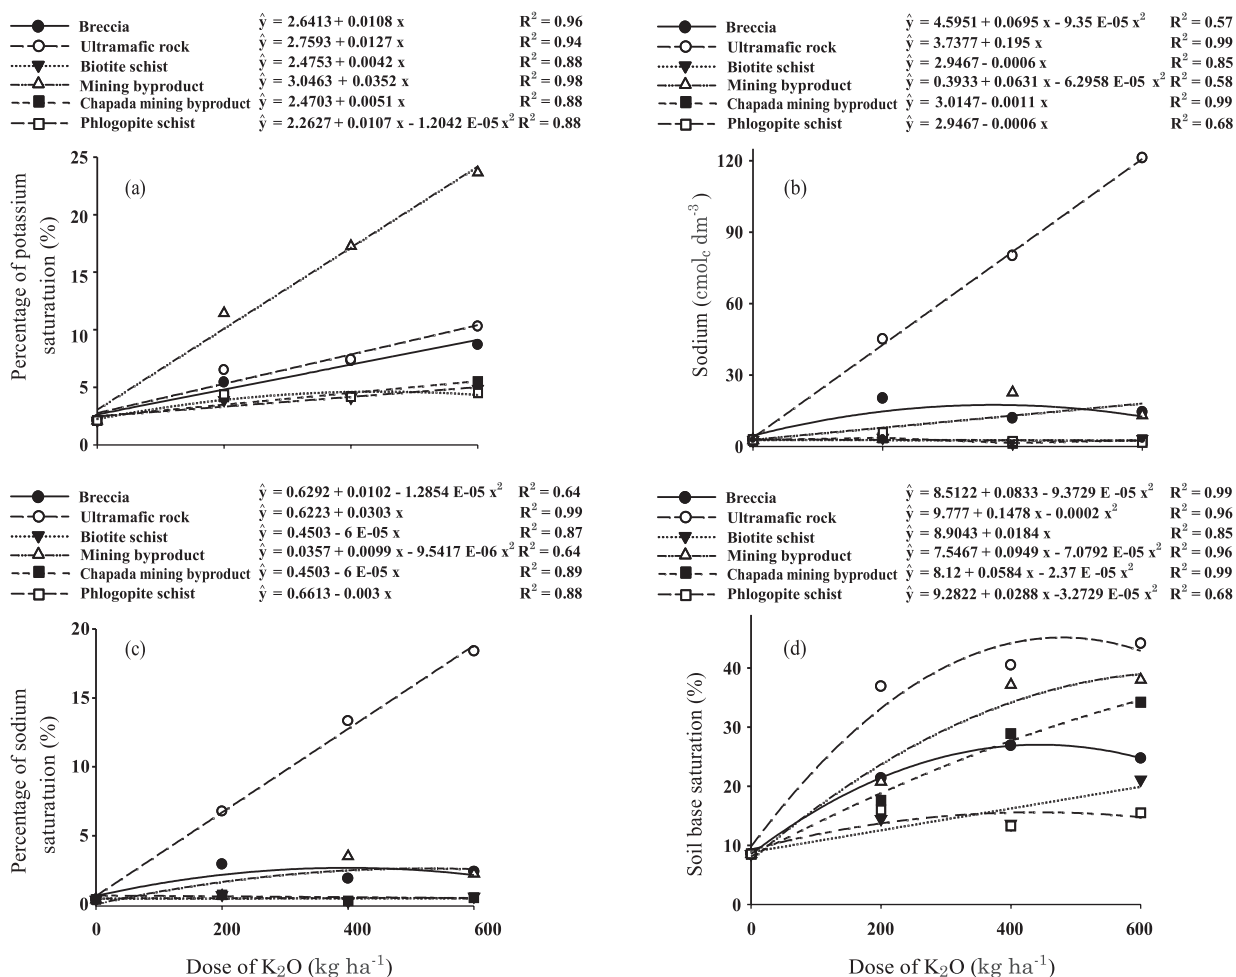 Breccia ŷ = 2.6413 + 0.0108 x R² = 0.96
Ultramafic rock ŷ = 2.7593 + 0.0127 x R² = 0.94
Biotite schist ŷ = 2.4753 + 0.0042 x R² = 0.88
Mining byproduct ŷ = 3.0463 + 0.0352 x R² = 0.98
Chapada mining byproduct ŷ = 2.4703 + 0.0051 x R² = 0.88
Phlogopite schist ŷ = 2.2627 + 0.0107 x - 1.2042 E-05 x² R² = 0.88
(a)
Percentage of potassium
saturatuion (%)
25
20
15
10
5
0
Breccia ŷ = 4.5951 + 0.0695 x - 9.35 E-05 x² R² = 0.57
Ultramafic rock ŷ = 3.7377 + 0.195 x R² = 0.99
Biotite schist ŷ = 2.9467 - 0.0006 x R² = 0.85
Mining byproduct ŷ = 0.3933 + 0.0631 x - 6.2958 E-05 x² R² = 0.58
Chapada mining byproduct ŷ = 3.0147 - 0.0011 x R² = 0.99
Phlogopite schist ŷ = 2.9467 - 0.0006 x R² = 0.68
(b)
Sodium (cmol_c dm⁻³)
120
90
60
30
0
Breccia ŷ = 0.6292 + 0.0102 - 1.2854 E-05 x² R² = 0.64
Ultramafic rock ŷ = 0.6223 + 0.0303 x R² = 0.99
Biotite schist ŷ = 0.4503 - 6 E-05 x R² = 0.87
Mining byproduct ŷ = 0.0357 + 0.0099 x - 9.5417 E-06 x² R² = 0.64
Chapada mining byproduct ŷ = 0.4503 - 6 E-05 x R² = 0.89
Phlogopite schist ŷ = 0.6613 - 0.003 x R² = 0.88
(c)
Percentage of sodium
saturatuion (%)
20
15
10
5
0
0 200 400 600
Dose of K₂O (kg ha⁻¹)
Breccia ŷ = 8.5122 + 0.0833 x - 9.3729 E -05 x² R² = 0.99
Ultramafic rock ŷ = 9.777 + 0.1478 x - 0.0002 x² R² = 0.96
Biotite schist ŷ = 8.9043 + 0.0184 x R² = 0.85
Mining byproduct ŷ = 7.5467 + 0.0949 x - 7.0792 E-05 x² R² = 0.96
Chapada mining byproduct ŷ = 8.12 + 0.0584 x - 2.37 E -05 x² R² = 0.99
Phlogopite schist ŷ = 9.2822 + 0.0288 x -3.2729 E-05 x² R² = 0.68
(d)
Soil base saturation (%)
40
30
20
10
0
0 200 400 600
Dose of K₂O (kg ha⁻¹)